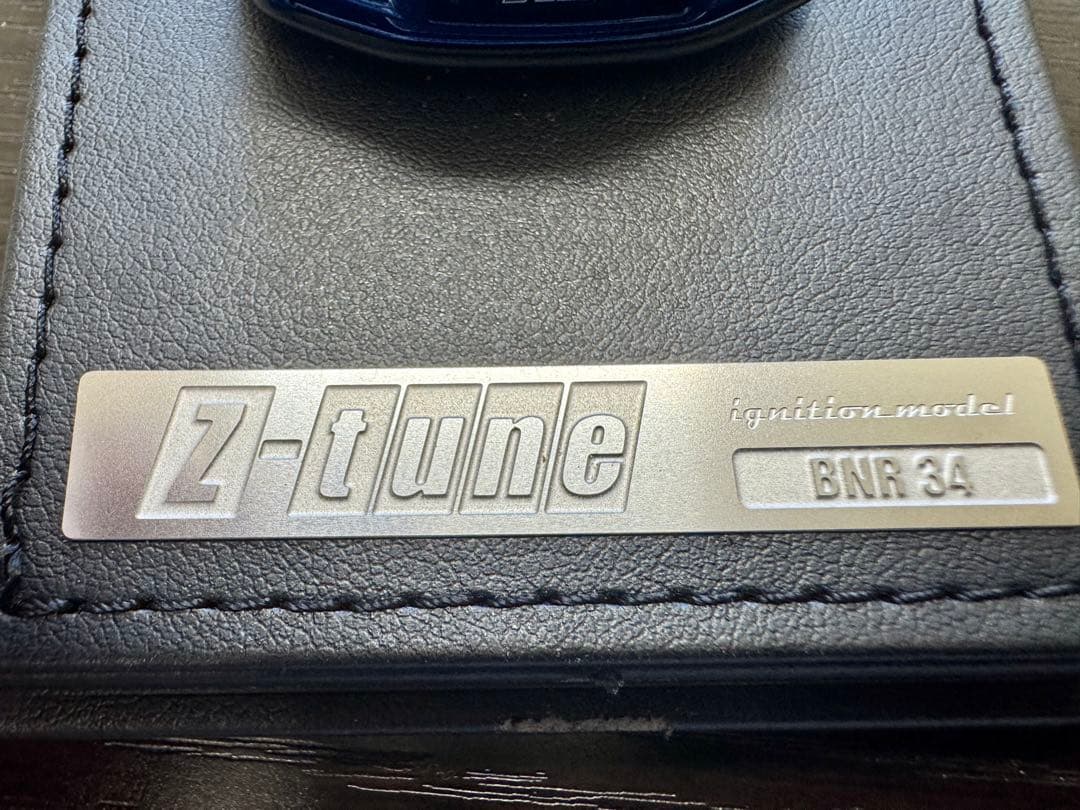 Z-tune
ignition model
BNR 34